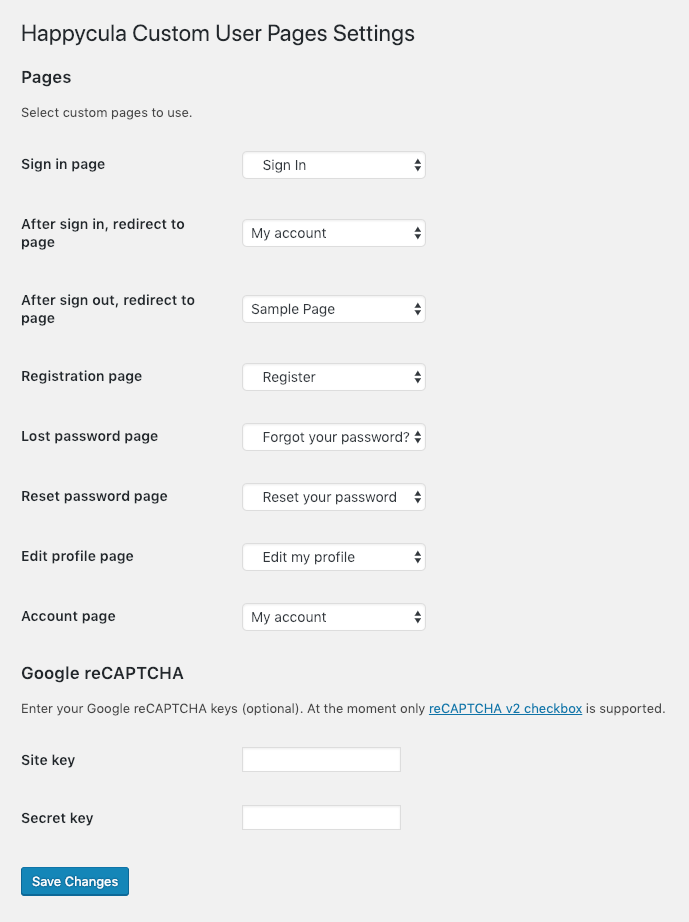 Happycula Custom User Pages Settings
Pages
Select custom pages to use.
Sign in page
Sign In
After sign in, redirect to
page
My account
After sign out, redirect to
page
Sample Page
Registration page
Register
Lost password page
Forgot your password?
Reset password page
Reset your password
Edit profile page
Edit my profile
Account page
My account
Google reCAPTCHA
Enter your Google reCAPTCHA keys (optional). At the moment only reCAPTCHA v2 checkbox is supported.
Site key
Secret key
Save Changes